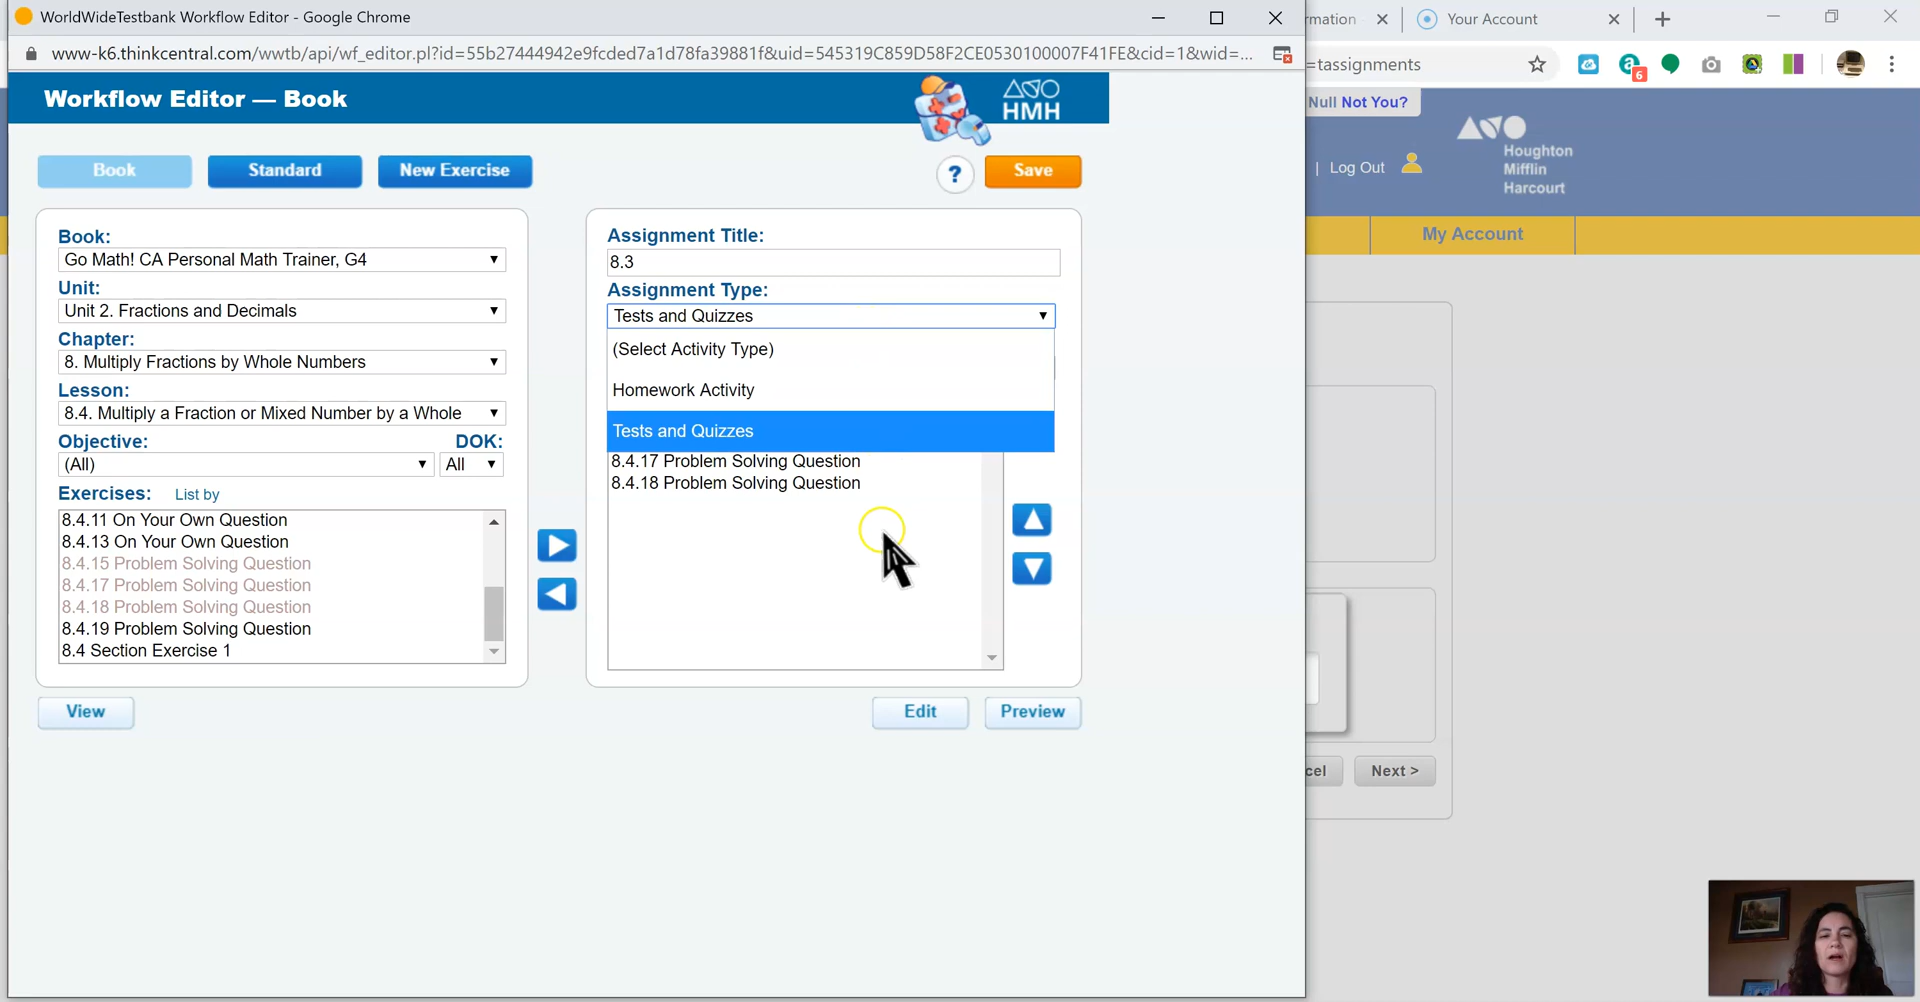 WorldWideTestbank Workflow Editor - Google Chrome
rmation
Your Account
www-k6.thinkcentral.com/wwtb/api/wf_editor.pl?id=55b27444942e9fcded7a1d78fa39881f&uid=545319C859D58F2CE0530100007F41FE&cid=1&wid=...
=tassignments
6
Workflow Editor — Book
HMH
Null Not You?
Houghton
Mifflin
Harcourt
| Log Out
My Account
Book
Standard
New Exercise
?
Save
Book:
Go Math! CA Personal Math Trainer, G4
Unit:
Unit 2. Fractions and Decimals
Chapter:
8. Multiply Fractions by Whole Numbers
Lesson:
8.4. Multiply a Fraction or Mixed Number by a Whole
Objective:
DOK:
(All)
All
Exercises:
List by
8.4.11 On Your Own Question
8.4.13 On Your Own Question
8.4.15 Problem Solving Question
8.4.17 Problem Solving Question
8.4.18 Problem Solving Question
8.4.19 Problem Solving Question
8.4 Section Exercise 1
View
Assignment Title:
8.3
Assignment Type:
Tests and Quizzes
(Select Activity Type)
Homework Activity
Tests and Quizzes
8.4.17 Problem Solving Question
8.4.18 Problem Solving Question
Edit
Preview
cel
Next >